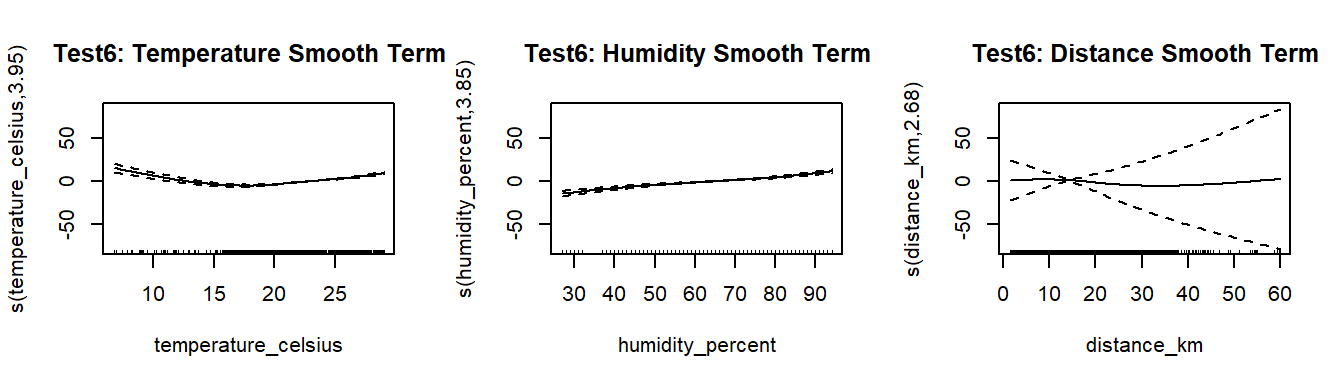 Test6: Temperature Smooth Term
s(temperature_celsius,3.95)
50
0
-50
10 15 20 25
temperature_celsius
Test6: Humidity Smooth Term
s(humidity_percent,3.85)
50
0
-50
30 40 50 60 70 80 90
humidity_percent
Test6: Distance Smooth Term
s(distance_km,2.68)
50
0
-50
0 10 20 30 40 50 60
distance_km